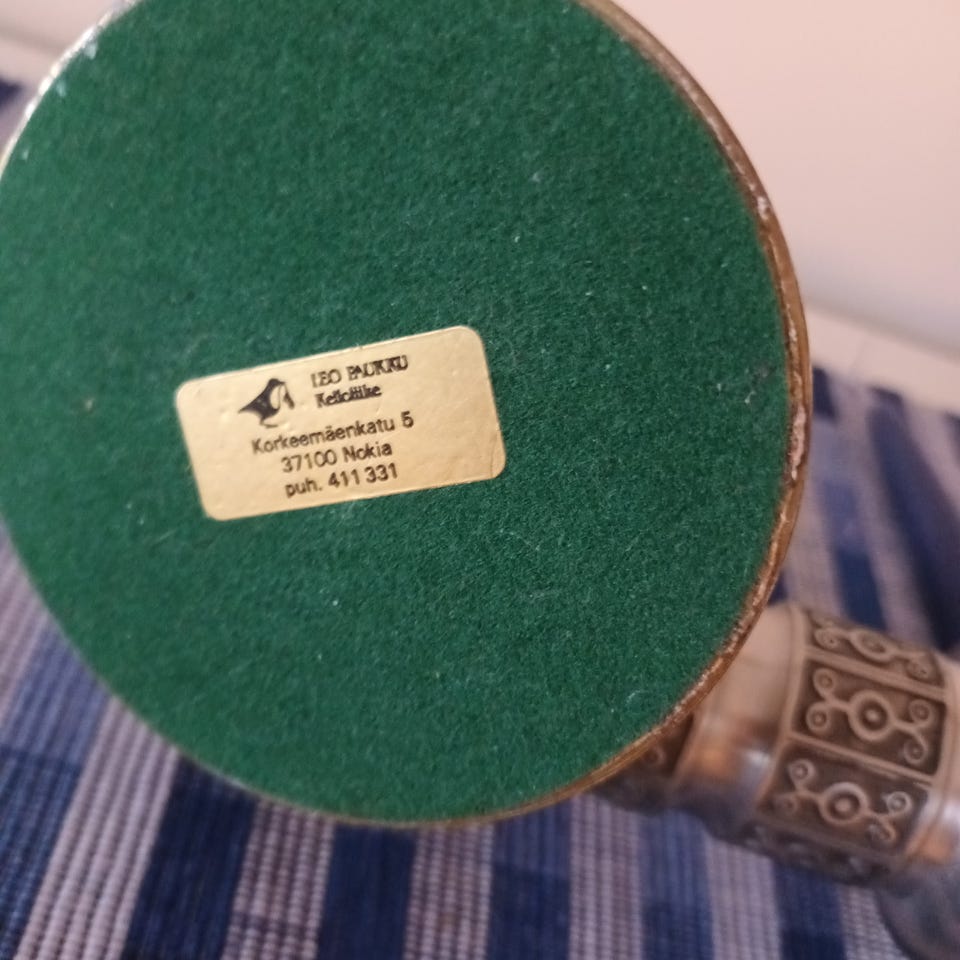 LEO PAUKKU
Kelloliike
Korkeemäenkatu 5
37100 Nokia
puh. 411 331